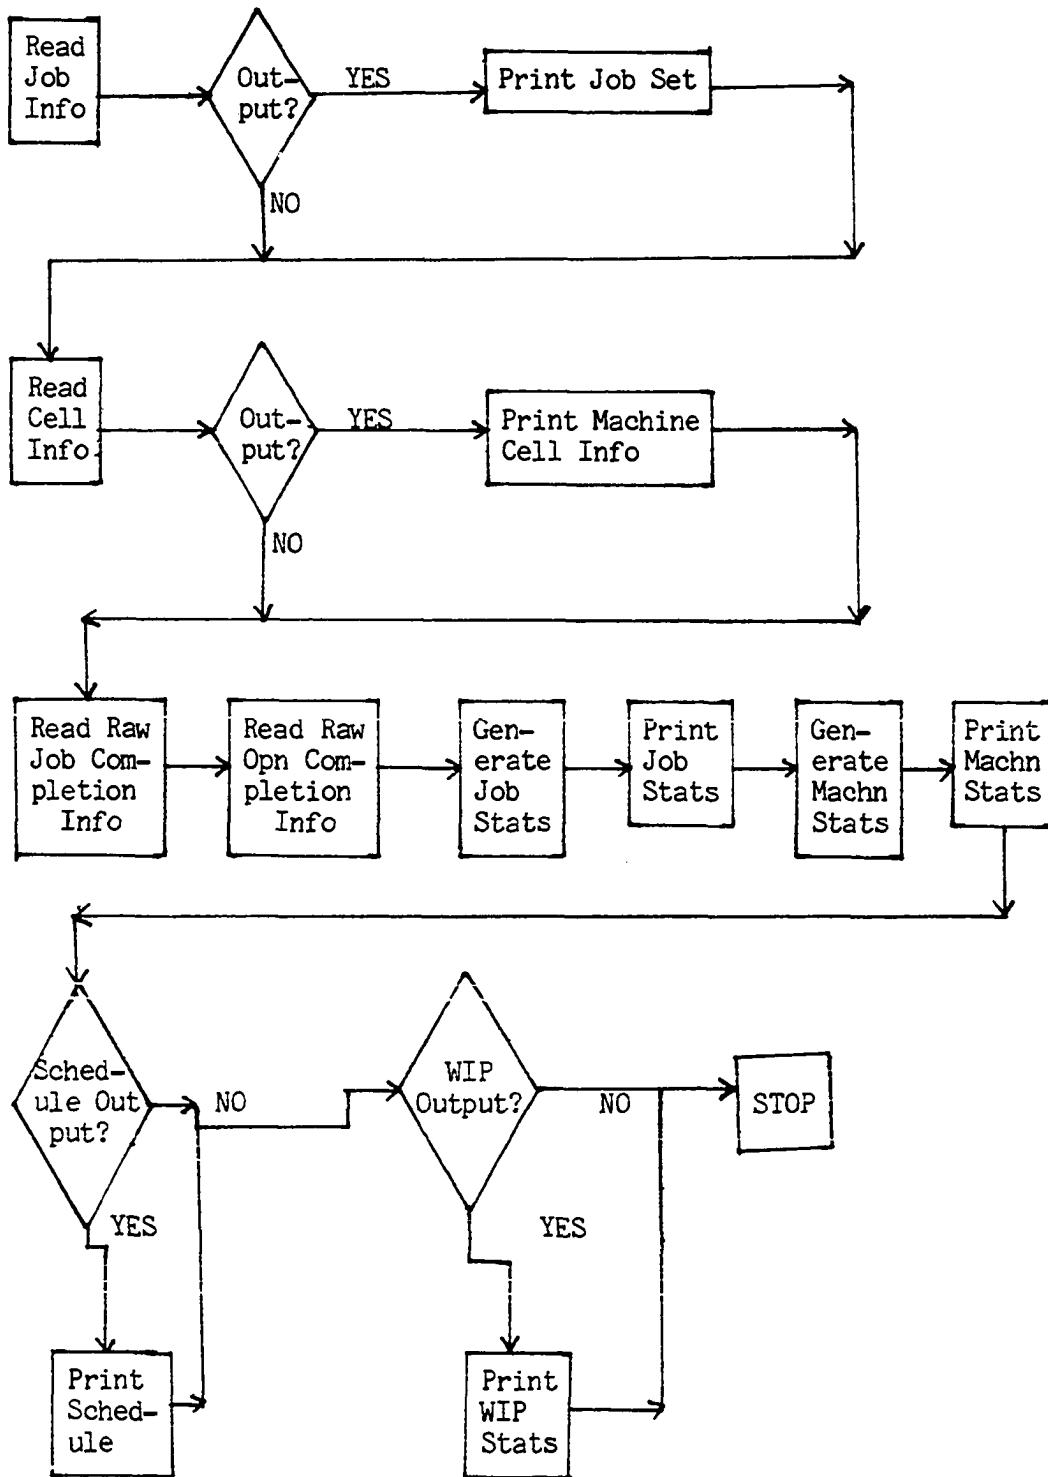 Read
Job
Info
Out-
put?
YES
Print Job Set
NO
Read
Cell
Info
Out-
put?
YES
Print Machine
Cell Info
NO
Read Raw
Job Com-
pletion
Info
Read Raw
Opn Com-
pletion
Info
Gen-
erate
Job
Stats
Print
Job
Stats
Gen-
erate
Machn
Stats
Print
Machn
Stats
Sched-
ule Out
put?
NO
WIP
Output?
NO
STOP
YES
YES
Print
Sched-
ule
Print
WIP
Stats